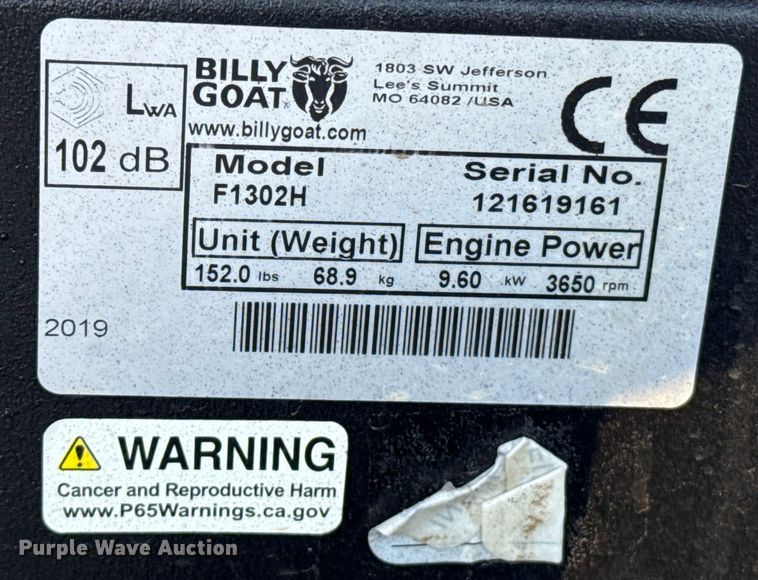 BILLY
GOAT
1803 SW Jefferson
Lee's Summit
MO 64082 /USA
CE
LWA
102 dB
www.billygoat.com
Model Serial No.
F1302H 121619161
Unit (Weight) Engine Power
152.0 lbs 68.9 kg 9.60 kW 3650 rpm
2019
WARNING
Cancer and Reproductive Harm
www.P65Warnings.ca.gov
Purple Wave Auction